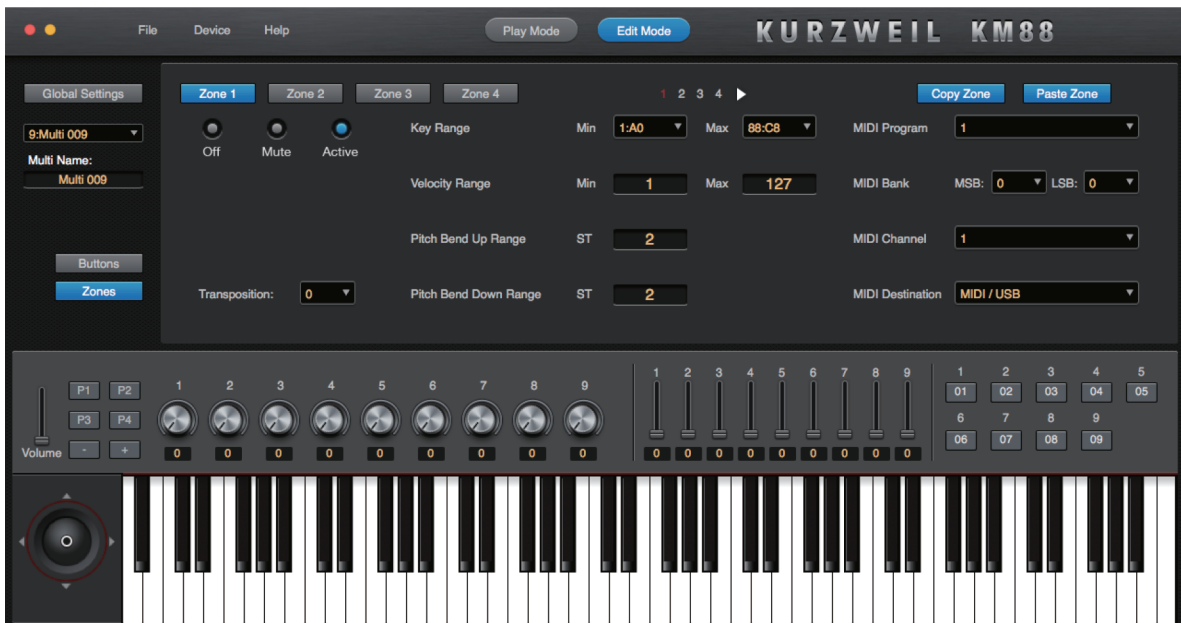 File Device Help Play Mode Edit Mode KURZWEIL KM88
Global Settings Zone 1 Zone 2 Zone 3 Zone 4 1 2 3 4 Copy Zone Paste Zone
9:Multi 009 Key Range Min 1:A0 Max 88:C8 MIDI Program 1
Off Mute Active
Multi Name:
Multi 009 Velocity Range Min 1 Max 127 MIDI Bank MSB: 0 LSB: 0
Pitch Bend Up Range ST 2 MIDI Channel 1
Buttons
Zones Transposition: 0 Pitch Bend Down Range ST 2 MIDI Destination MIDI / USB
1 2 3 4 5 6 7 8 9 1 2 3 4 5 6 7 8 9 1 2 3 4 5
P1 P2 01 02 03 04 05
P3 P4 6 7 8 9
Volume - + 06 07 08 09
0 0 0 0 0 0 0 0 0 0 0 0 0 0 0 0 0 0